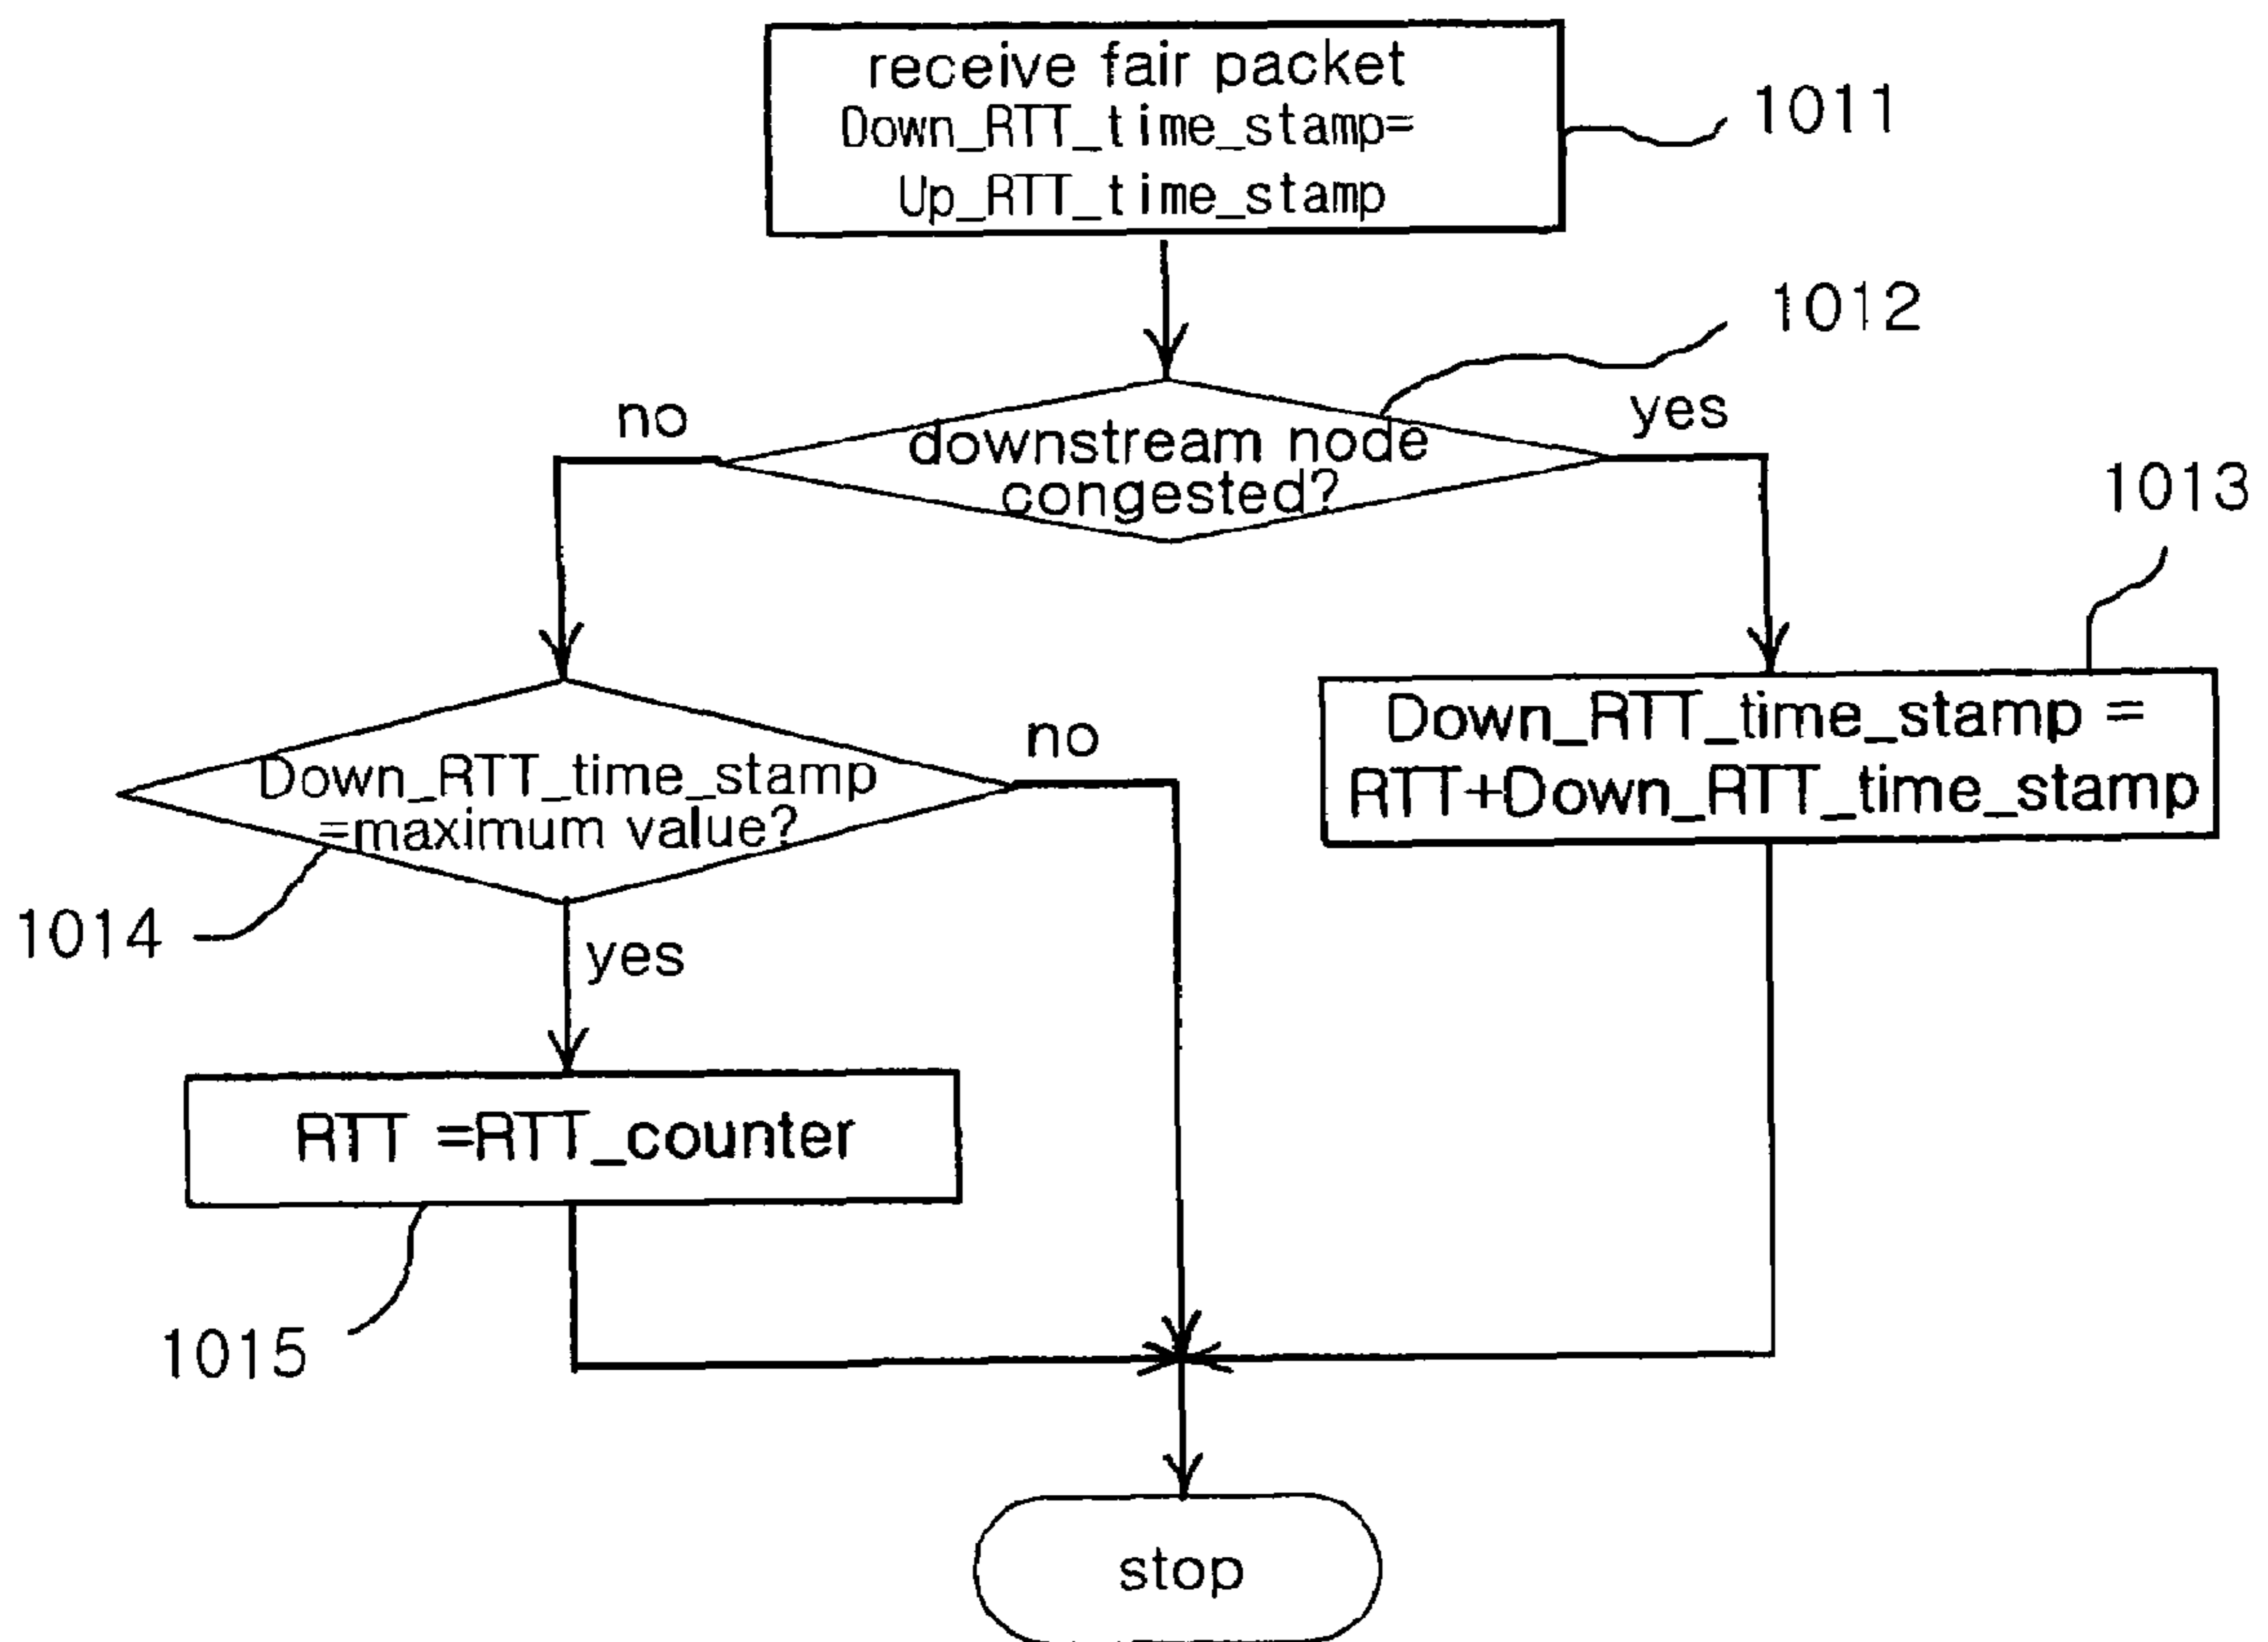 receive fair packet
Down_RTT_time_stamp=
Up_RTT_time_stamp
1011
1012
no
yes
downstream node
congested?
1013
Down_RTT_time_stamp =
RTT+Down_RTT_time_stamp
no
Down_RTT_time_stamp
=maximum value?
1014
yes
RTT =RTT_counter
1015
stop